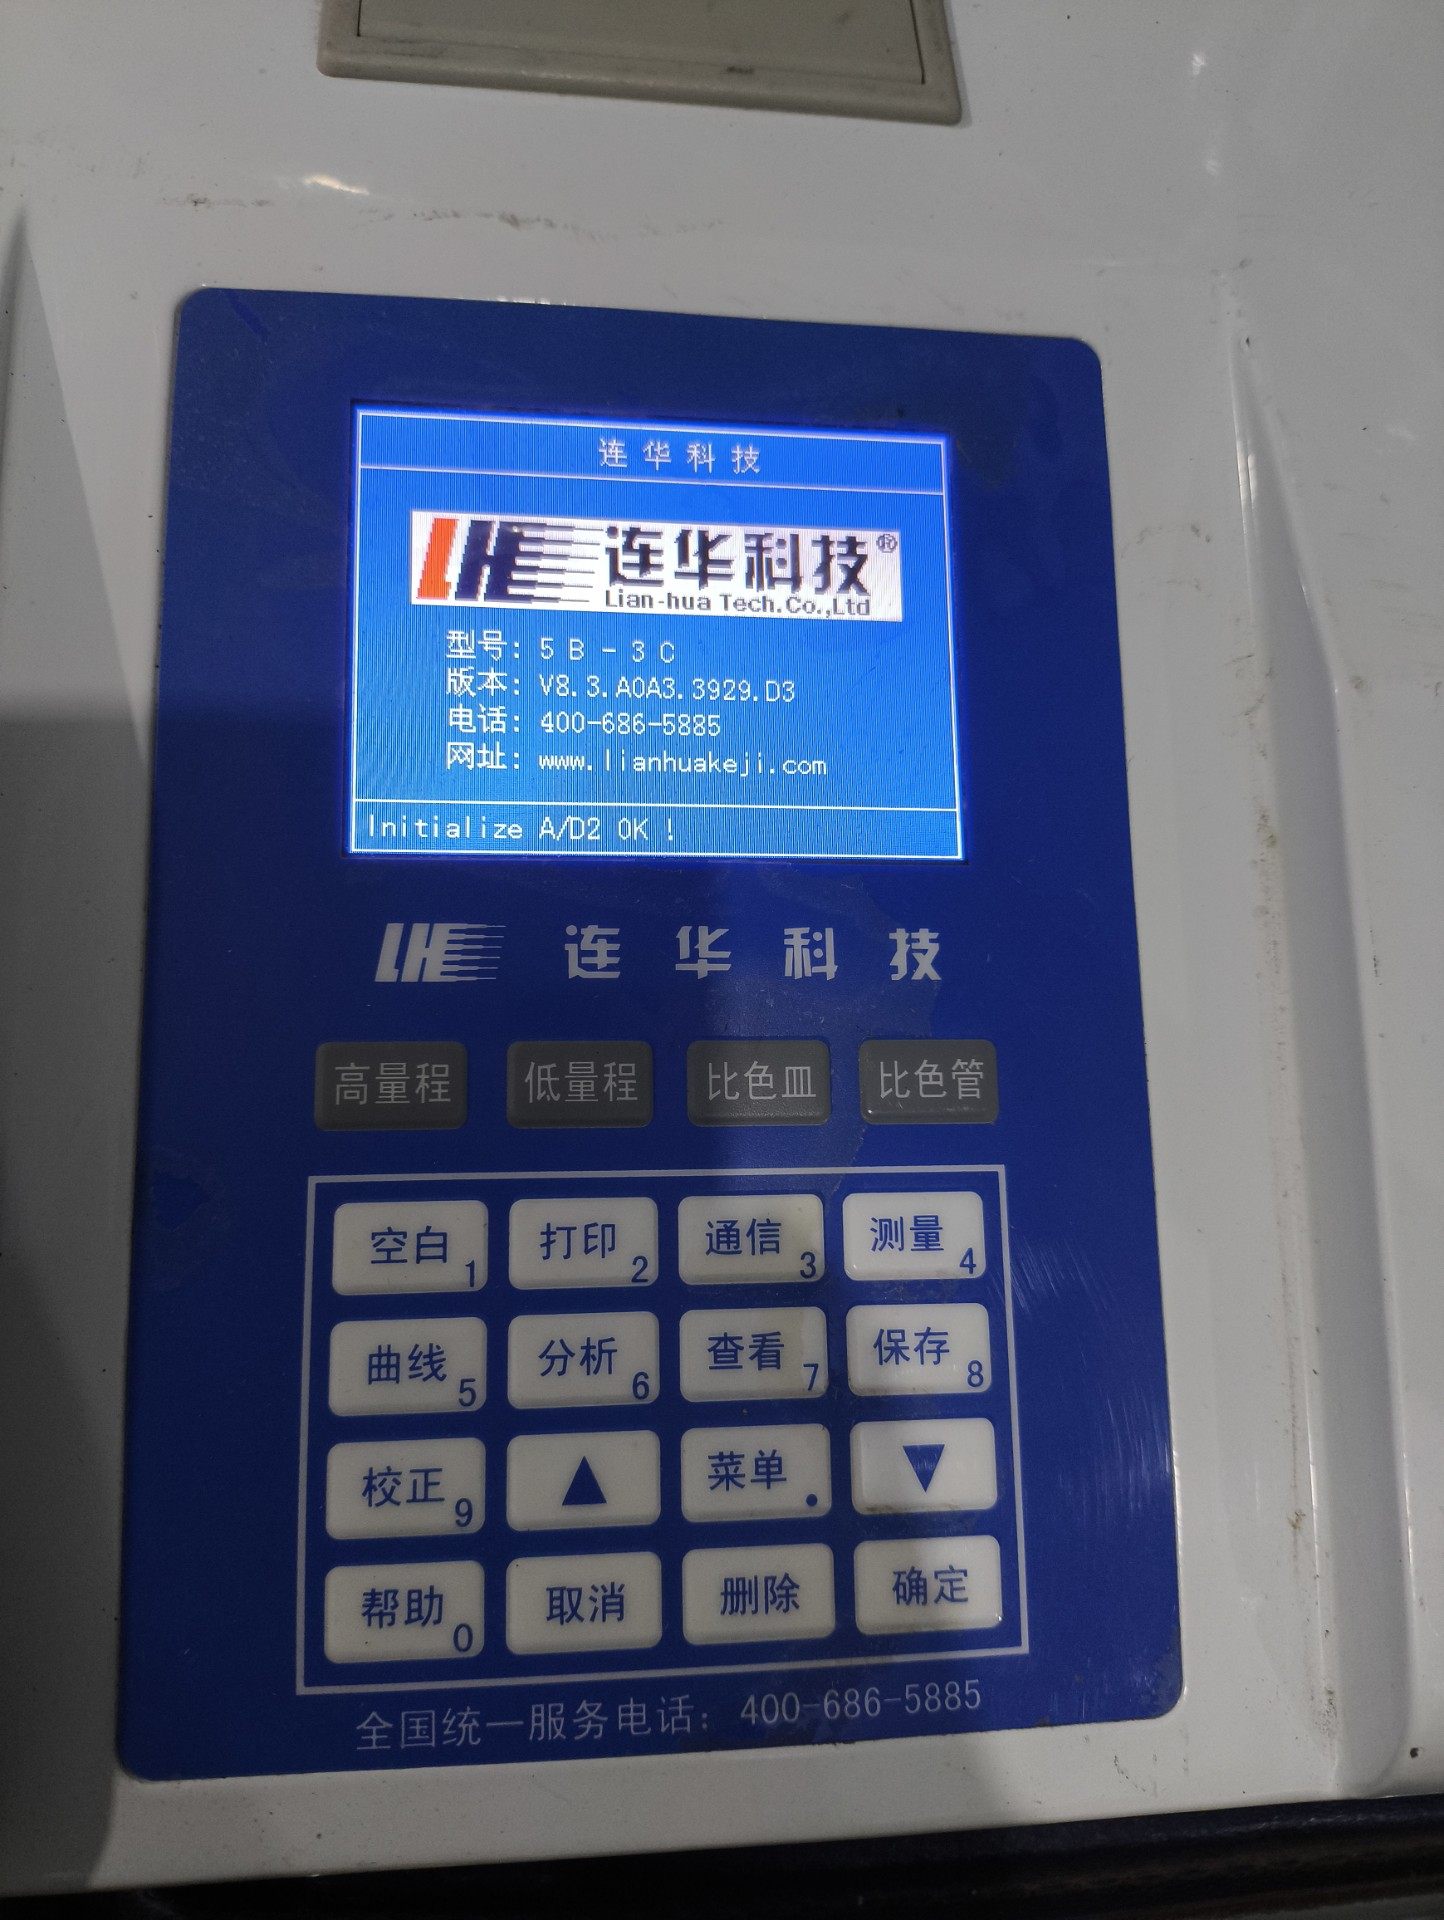 连华科技
LH 连华科技®
Lian-hua Tech.Co.,Ltd
型号: 5B-3C
版本: V8.3.A0A3.3929.D3
电话: 400-686-5885
网址: www.lianhuakeji.com
Initialize A/D2 OK !
LH 连华科技
高量程 低量程 比色皿 比色管
空白1 打印2 通信3 测量4
曲线5 分析6 查看7 保存8
校正9 ▲ 菜单. ▼
帮助0 取消 删除 确定
全国统一服务电话: 400-686-5885